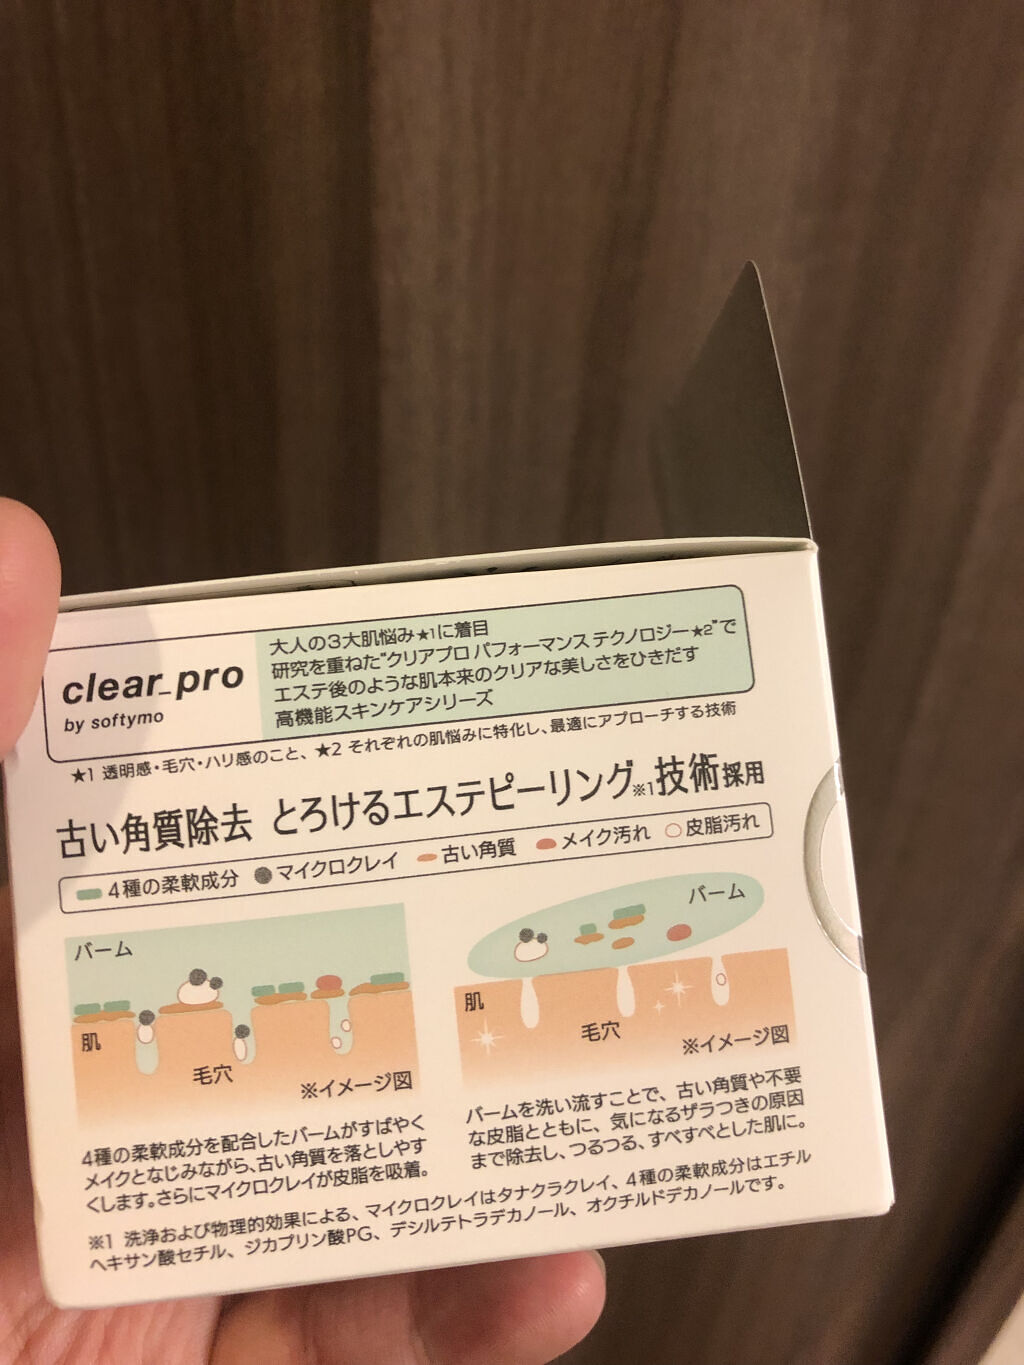 clear_pro
by softymo
大人の3大肌悩み★1に着目
研究を重ねた"クリアプロ パフォーマンス テクノロジー★2"で
エステ後のような肌本来のクリアな美しさをひきだす
高機能スキンケアシリーズ
★1 透明感・毛穴・ハリ感のこと、★2 それぞれの肌悩みに特化し、最適にアプローチする技術
古い角質除去 とろけるエステピーリング※1技術採用
4種の柔軟成分 マイクロクレイ 古い角質 メイク汚れ 皮脂汚れ
バーム
肌
毛穴
※イメージ図
バーム
肌
毛穴
※イメージ図
4種の柔軟成分を配合したバームがすばやく
メイクとなじみながら、古い角質を落としやす
くします。さらにマイクロクレイが皮脂を吸着。
バームを洗い流すことで、古い角質や不要
な皮脂とともに、気になるザラつきの原因
まで除去し、つるつる、すべすべとした肌に。
※1 洗浄および物理的効果による、マイクロクレイはタナクラクレイ、4種の柔軟成分はエチル
ヘキサン酸セチル、ジカプリン酸PG、デシルテトラデカノール、オクチルドデカノールです。